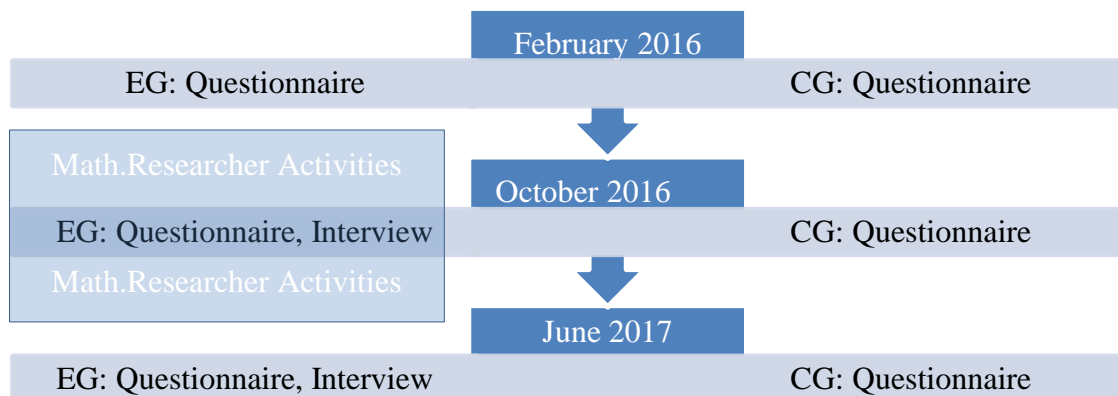 February 2016
EG: Questionnaire CG: Questionnaire
Math.Researcher Activities
October 2016
EG: Questionnaire, Interview CG: Questionnaire
Math.Researcher Activities
June 2017
EG: Questionnaire, Interview CG: Questionnaire